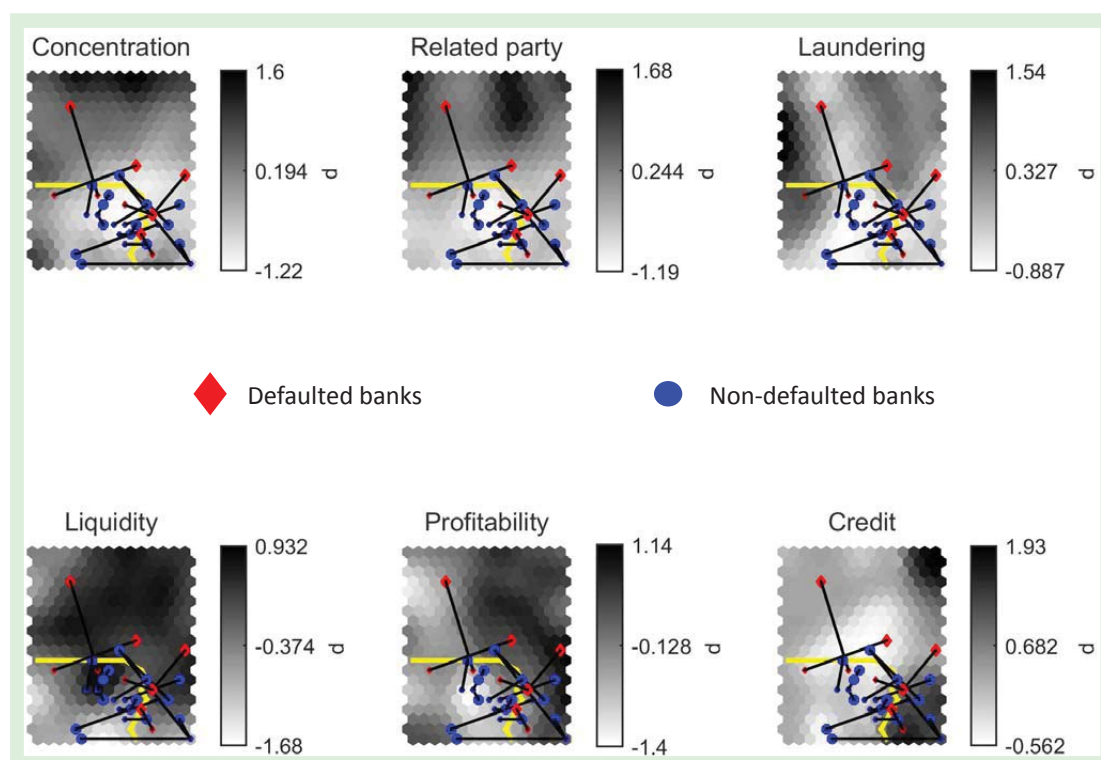 Concentration
1.6
0.194
d
-1.22
Related party
1.68
0.244
d
-1.19
Laundering
1.54
0.327
d
-0.887
Defaulted banks
Non-defaulted banks
Liquidity
0.932
-0.374
d
-1.68
Profitability
1.14
-0.128
d
-1.4
Credit
1.93
0.682
d
-0.562